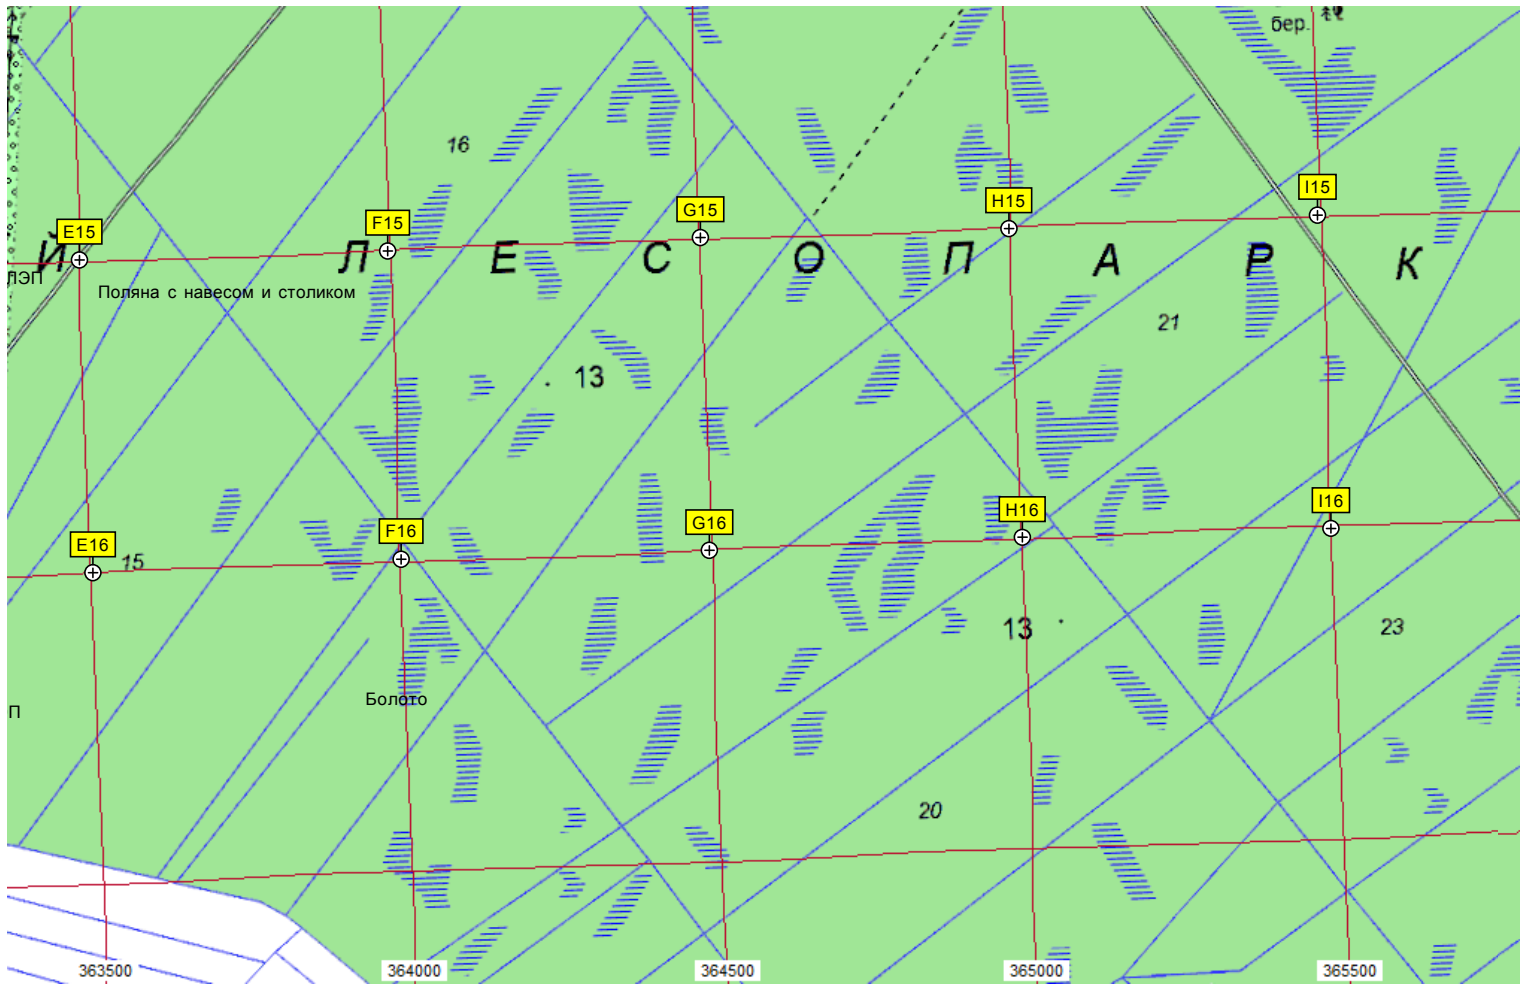 бер.
16
E15
F15
G15
H15
I15
Й Л Е С О П А Р К
ЛЭП
Поляна с навесом и столиком
21
13
E16
F16
G16
H16
I16
15
13
23
Болото
П
20
363500
364000
364500
365000
365500